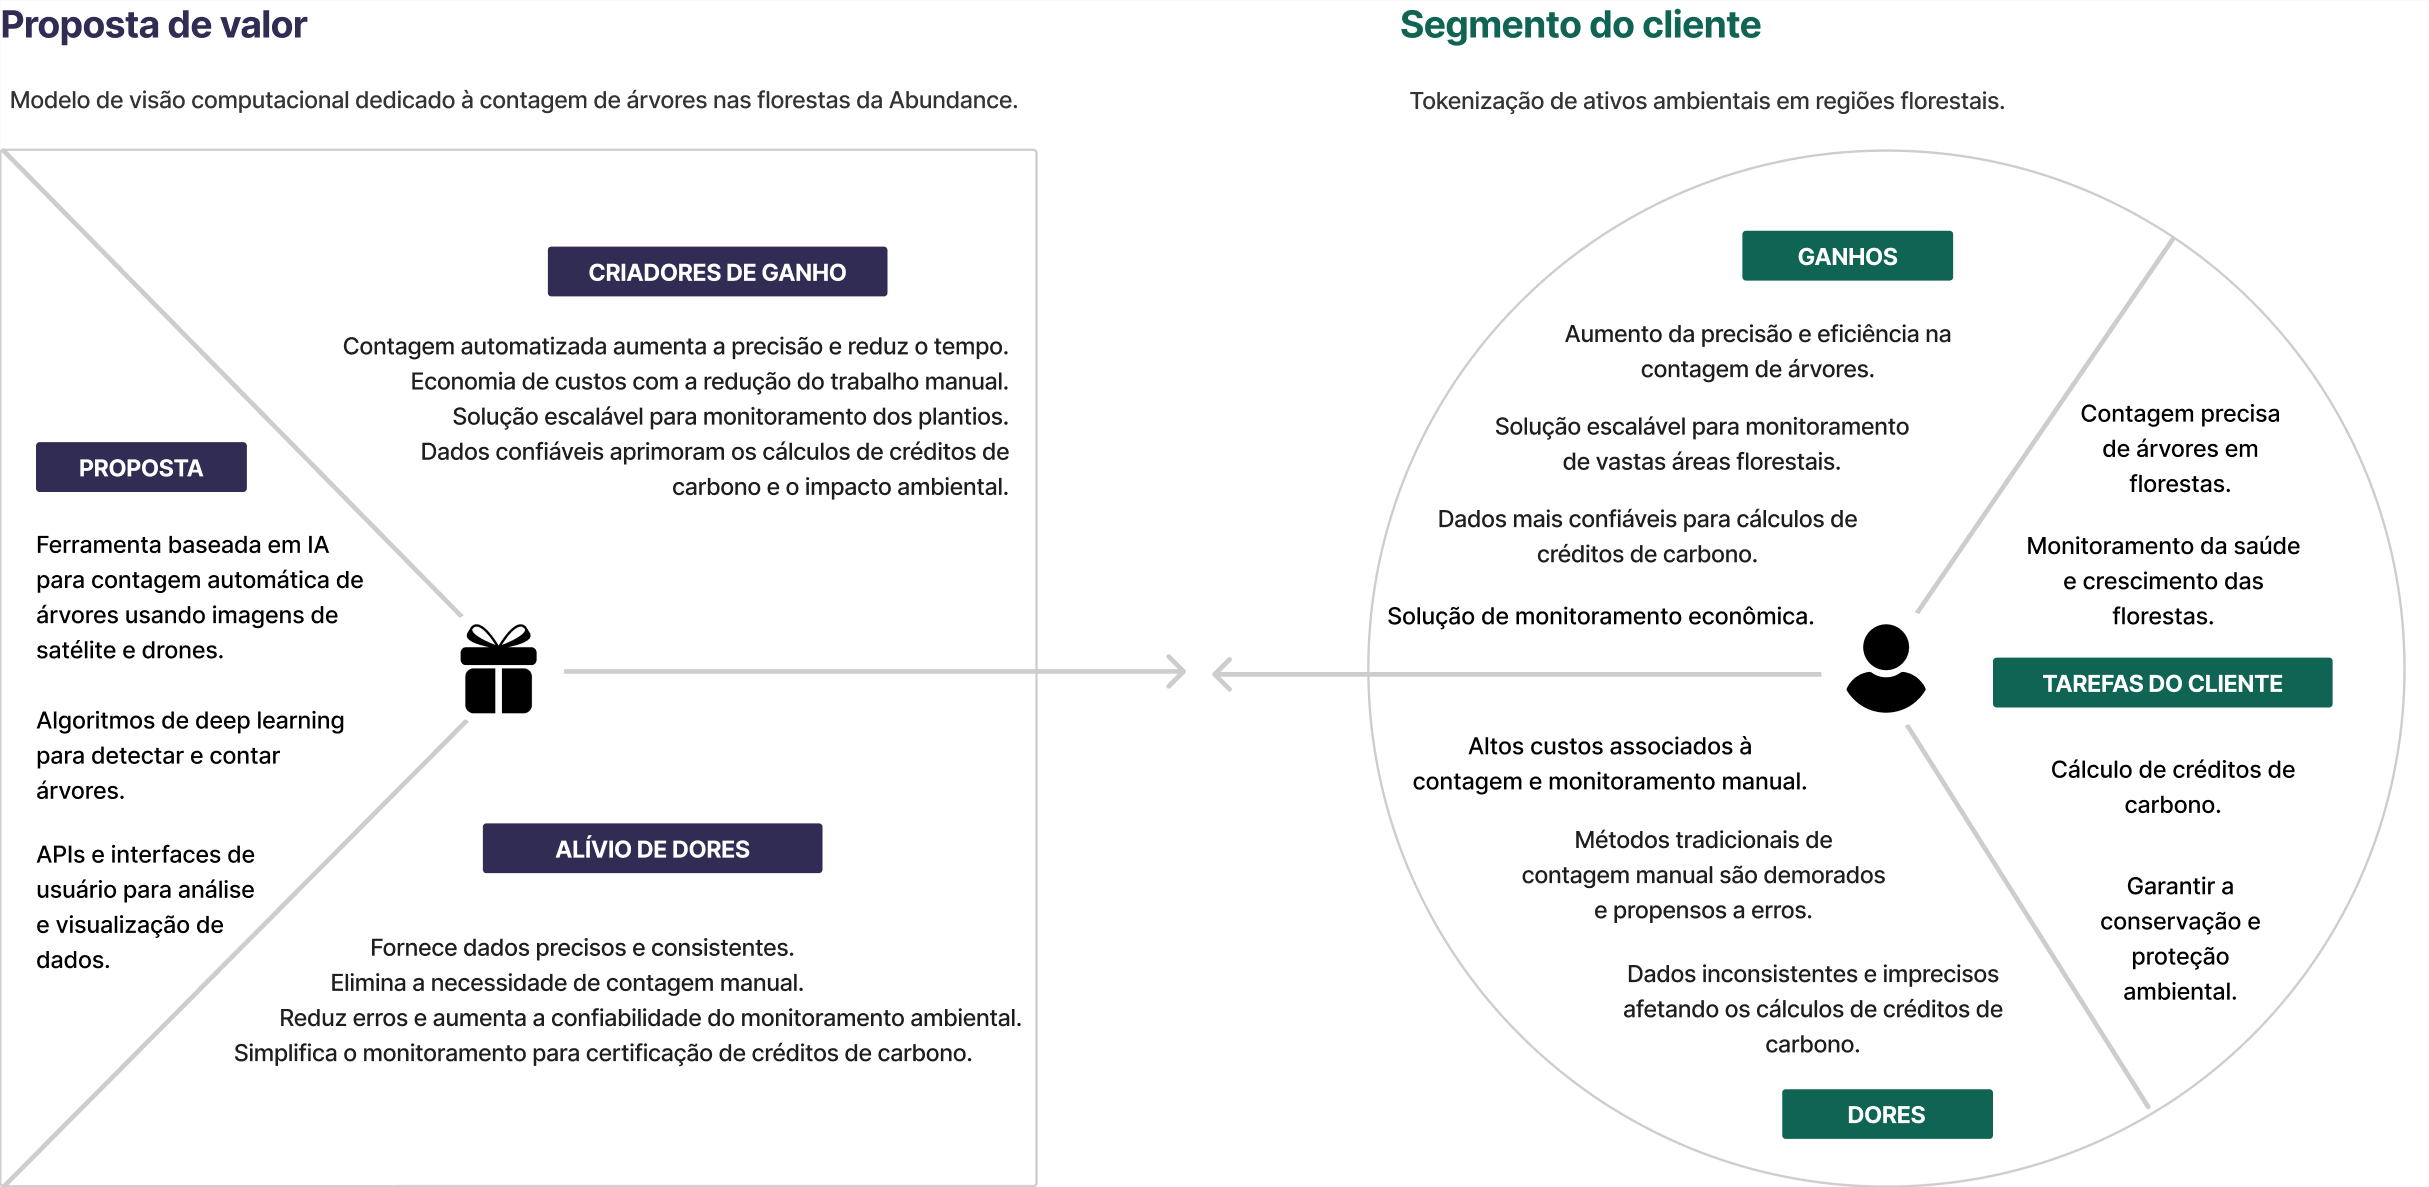 Proposta de valor
Modelo de visão computacional dedicado à contagem de árvores nas florestas da Abundance.
CRIADORES DE GANHO
Contagem automatizada aumenta a precisão e reduz o tempo.
Economia de custos com a redução do trabalho manual.
Solução escalável para monitoramento dos plantios.
Dados confiáveis aprimoram os cálculos de créditos de
carbono e o impacto ambiental.
PROPOSTA
Ferramenta baseada em IA
para contagem automática de
árvores usando imagens de
satélite e drones.
Algoritmos de deep learning
para detectar e contar
árvores.
APIs e interfaces de
usuário para análise
e visualização de
dados.
ALÍVIO DE DORES
Fornece dados precisos e consistentes.
Elimina a necessidade de contagem manual.
Reduz erros e aumenta a confiabilidade do monitoramento ambiental.
Simplifica o monitoramento para certificação de créditos de carbono.
Segmento do cliente
Tokenização de ativos ambientais em regiões florestais.
GANHOS
Aumento da precisão e eficiência na
contagem de árvores.
Solução escalável para monitoramento
de vastas áreas florestais.
Dados mais confiáveis para cálculos de
créditos de carbono.
Solução de monitoramento econômica.
Contagem precisa
de árvores em
florestas.
Monitoramento da saúde
e crescimento das
florestas.
TAREFAS DO CLIENTE
Cálculo de créditos de
carbono.
Garantir a
conservação e
proteção
ambiental.
Altos custos associados à
contagem e monitoramento manual.
Métodos tradicionais de
contagem manual são demorados
e propensos a erros.
Dados inconsistentes e imprecisos
afetando os cálculos de créditos de
carbono.
DORES